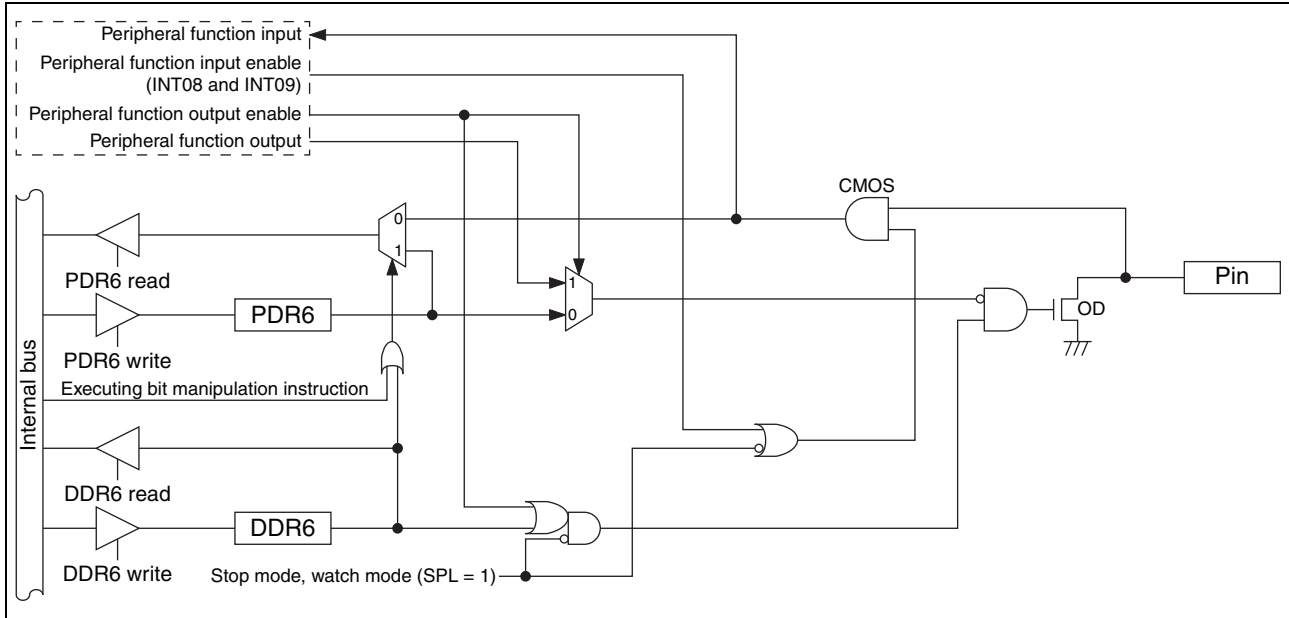 Peripheral function input
Peripheral function input enable
(INT08 and INT09)
Peripheral function output enable
Peripheral function output
CMOS
0
1
PDR6 read
1
0
Pin
OD
PDR6
PDR6 write
Executing bit manipulation instruction
Internal bus
DDR6 read
DDR6
DDR6 write
Stop mode, watch mode (SPL = 1)